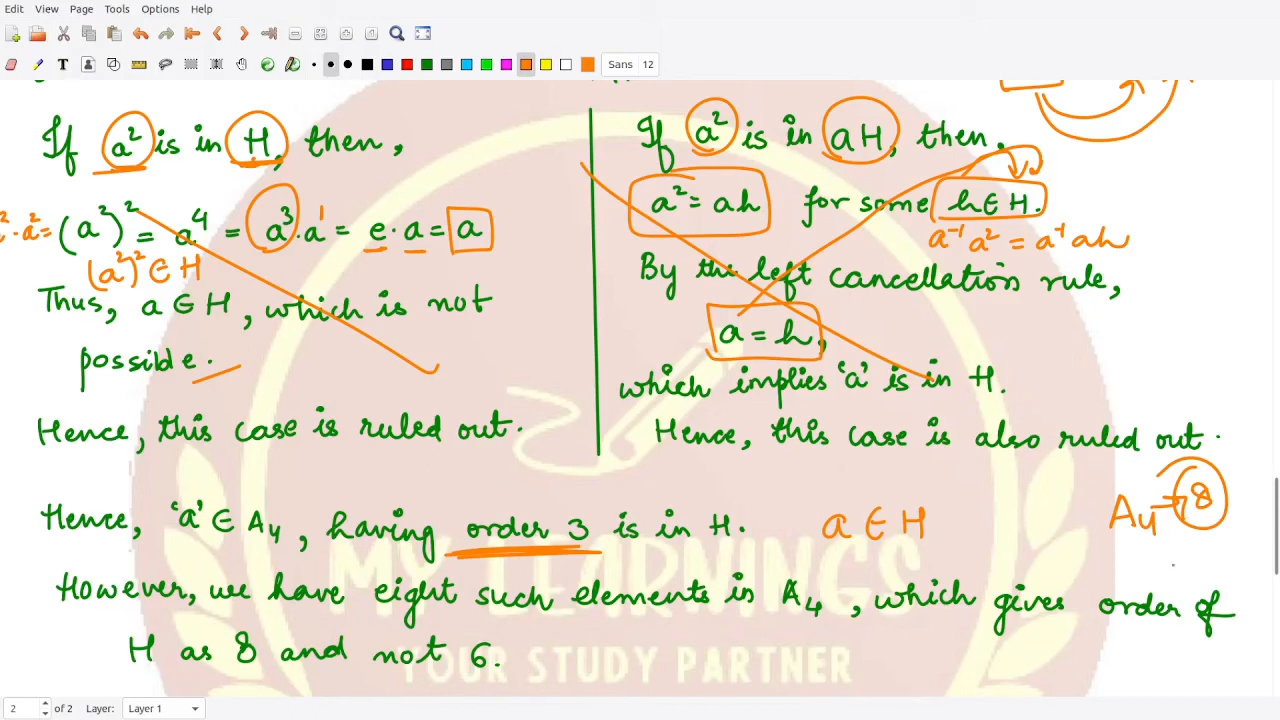 Edit View Page Tools Options Help
Sans 12
If a² is in H, then,
a² · a² = (a²)² = a⁴ = a³·a¹ = e·a = a
(a²)² ∈ H
Thus, a ∈ H, which is not
possible.
Hence, this case is ruled out.
If a² is in aH, then,
a² = ah for some h ∈ H.
a⁻¹ a² = a⁻¹ ah
By the left cancellation rule,
a = h,
which implies 'a' is in H.
Hence, this case is also ruled out.
Hence, 'a' ∈ A₄, having order 3 is in H. a ∈ H
A₄ → 8
However, we have eight such elements in A₄, which gives order of
H as 8 and not 6.
MY LEARNINGS
YOUR STUDY PARTNER
2 of 2 Layer: Layer 1